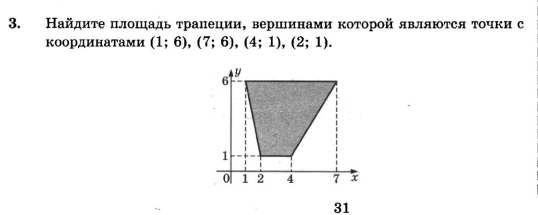 3. Найдите площадь трапеции, вершинами которой являются точки с
координатами (1; 6), (7; 6), (4; 1), (2; 1).
y
6
1
0 1 2 4 7 x
31